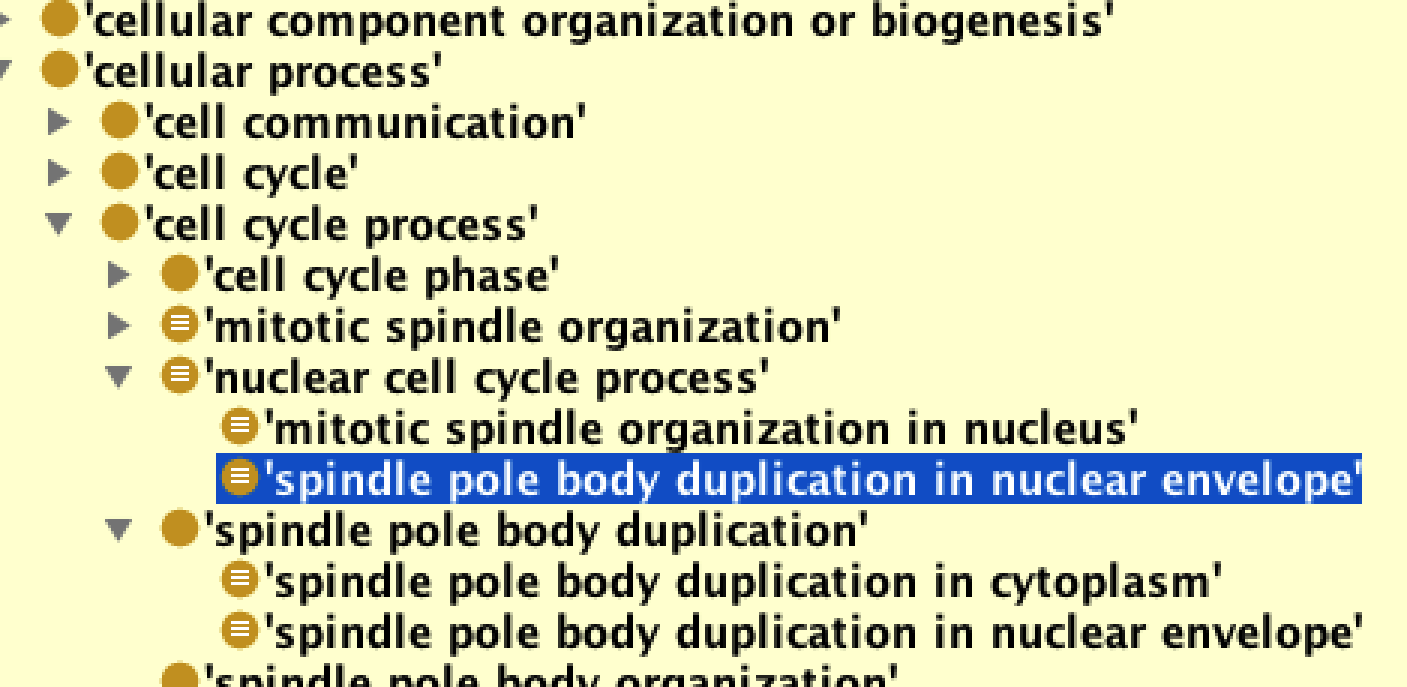 'cellular component organization or biogenesis'
'cellular process'
'cell communication'
'cell cycle'
'cell cycle process'
'cell cycle phase'
'mitotic spindle organization'
'nuclear cell cycle process'
'mitotic spindle organization in nucleus'
'spindle pole body duplication in nuclear envelope'
'spindle pole body duplication'
'spindle pole body duplication in cytoplasm'
'spindle pole body duplication in nuclear envelope'
'spindle pole body organization'